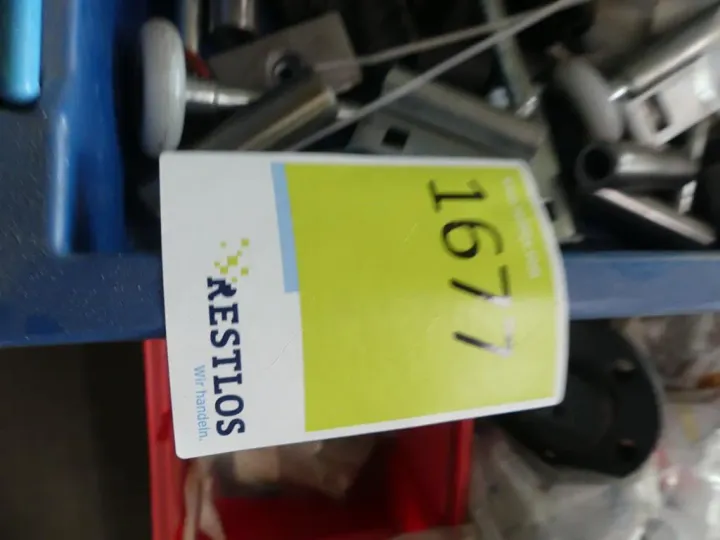 1677
RESTLOS
Wir handeln.